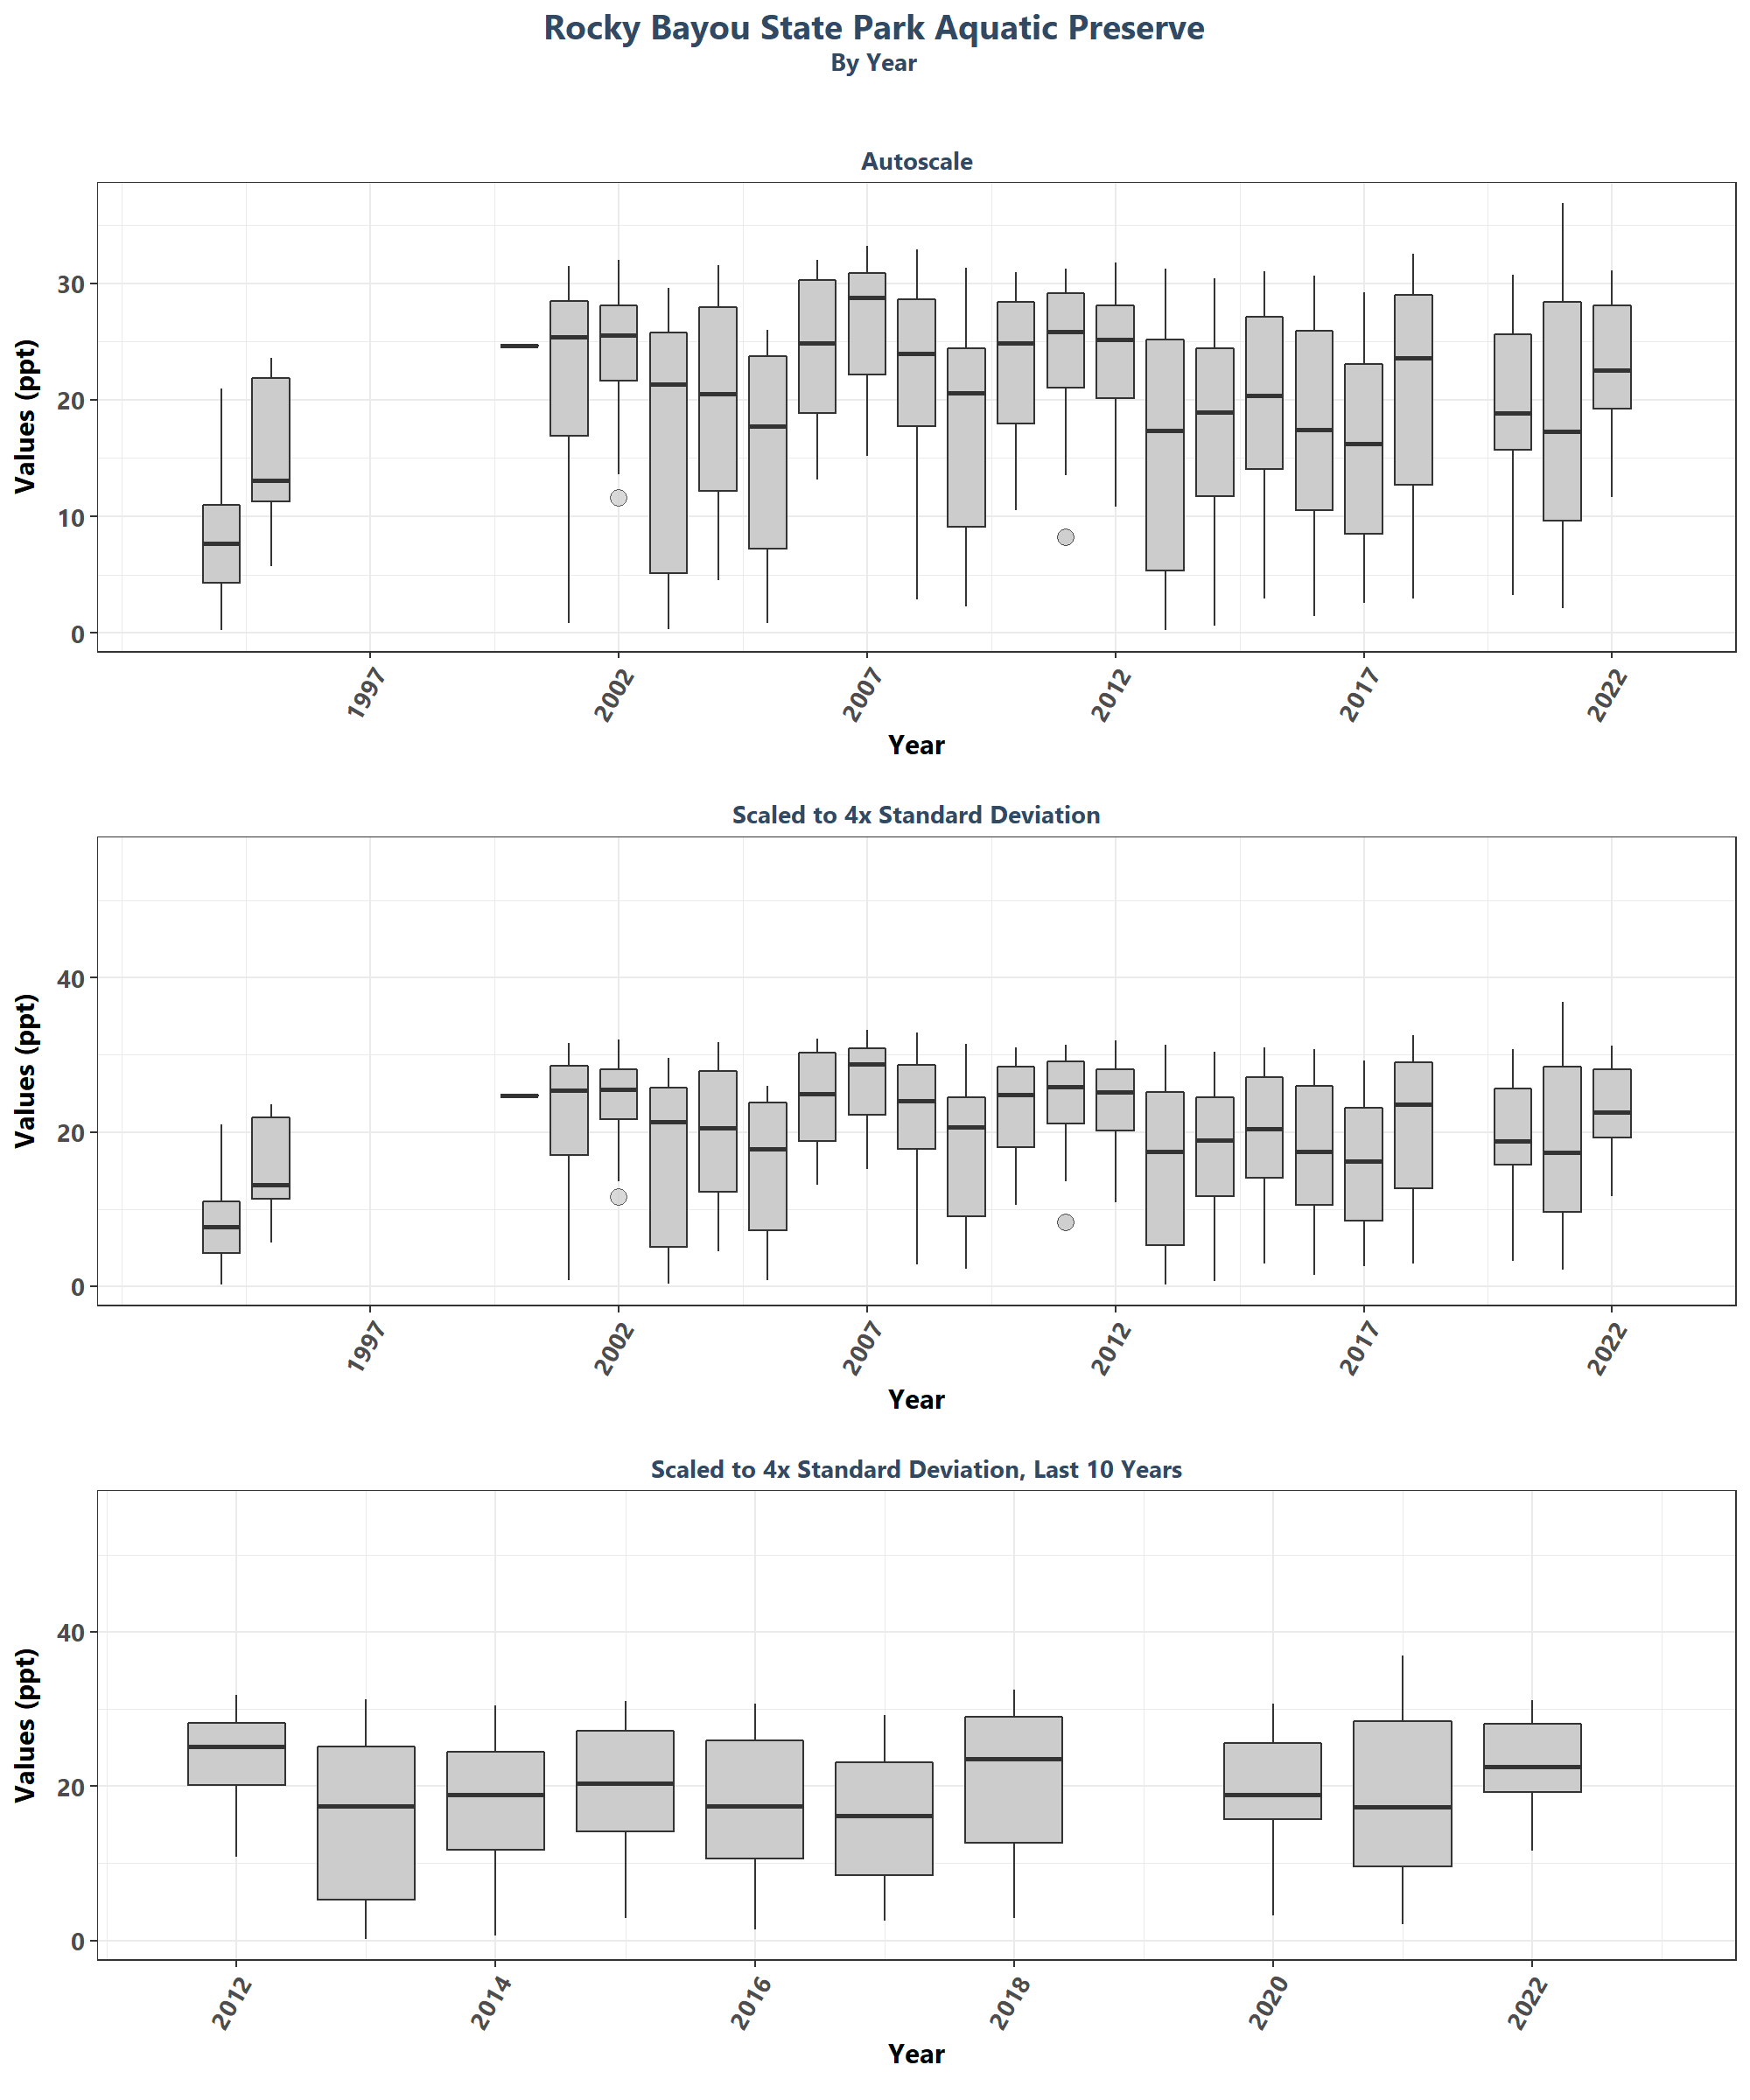 Rocky Bayou State Park Aquatic Preserve
By Year
Autoscale
Values (ppt)
30
20
10
0
1997 2002 2007 2012 2017 2022
Year
Scaled to 4x Standard Deviation
Values (ppt)
40
20
0
1997 2002 2007 2012 2017 2022
Year
Scaled to 4x Standard Deviation, Last 10 Years
Values (ppt)
40
20
0
2012 2014 2016 2018 2020 2022
Year